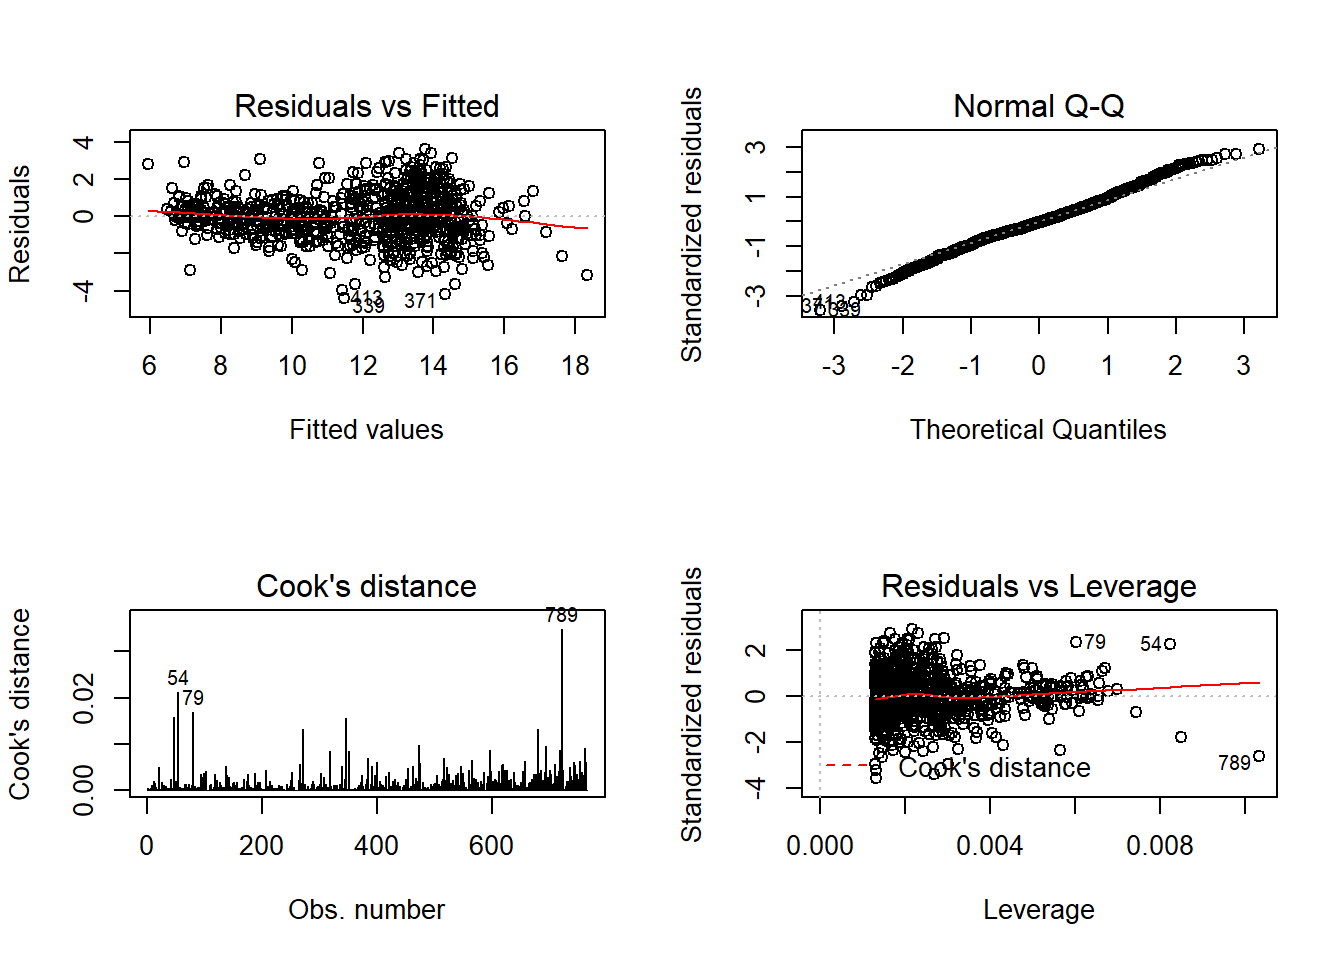 Residuals vs Fitted
Residuals
4
2
0
-4
413
339
371
6 8 10 12 14 16 18
Fitted values
Normal Q-Q
Standardized residuals
3
1
-1
-3
371
413
339
-3 -2 -1 0 1 2 3
Theoretical Quantiles
Cook's distance
Cook's distance
0.02
0.00
54
79
789
0 200 400 600
Obs. number
Residuals vs Leverage
Standardized residuals
2
0
-2
-4
79
54
789
Cook's distance
0.000 0.004 0.008
Leverage